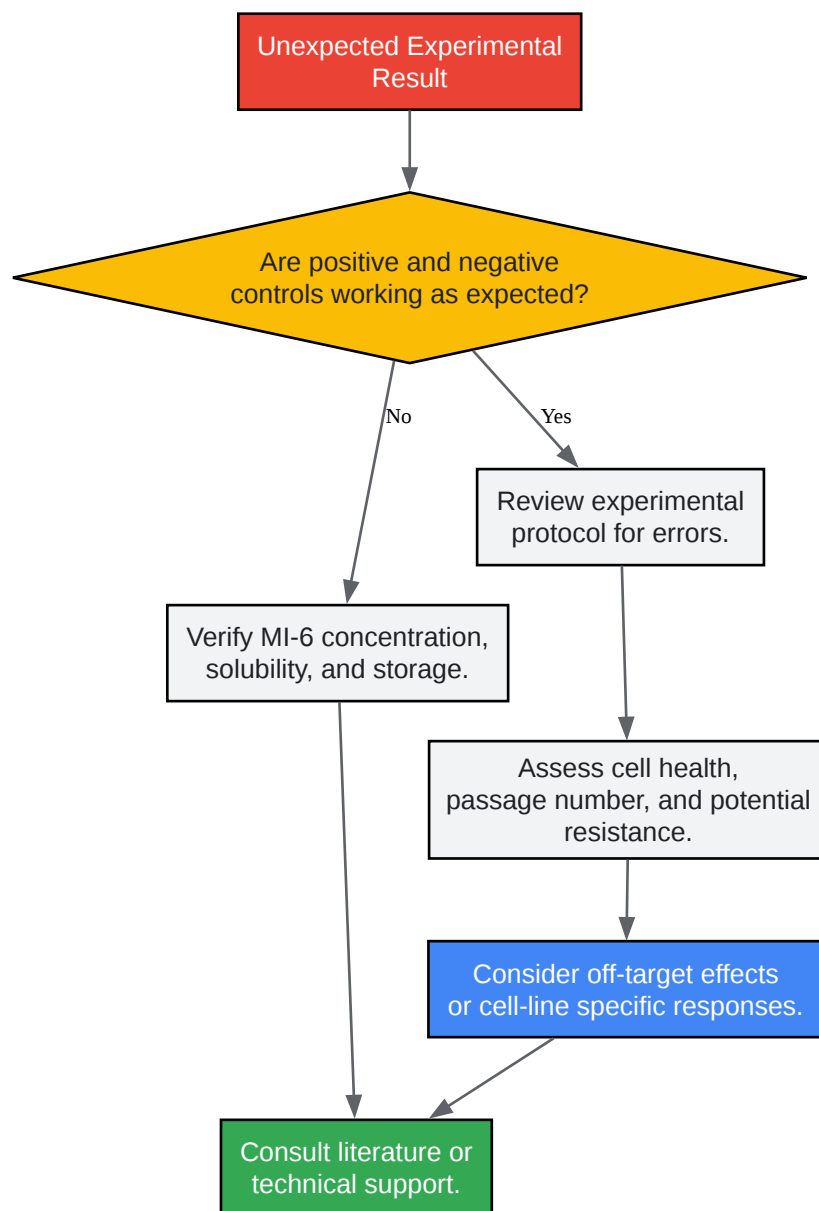 Unexpected Experimental
Result
Are positive and negative
controls working as expected?
No
Yes
Review experimental
protocol for errors.
Verify MI-6 concentration,
solubility, and storage.
Assess cell health,
passage number, and potential
resistance.
Consider off-target effects
or cell-line specific responses.
Consult literature or
technical support.